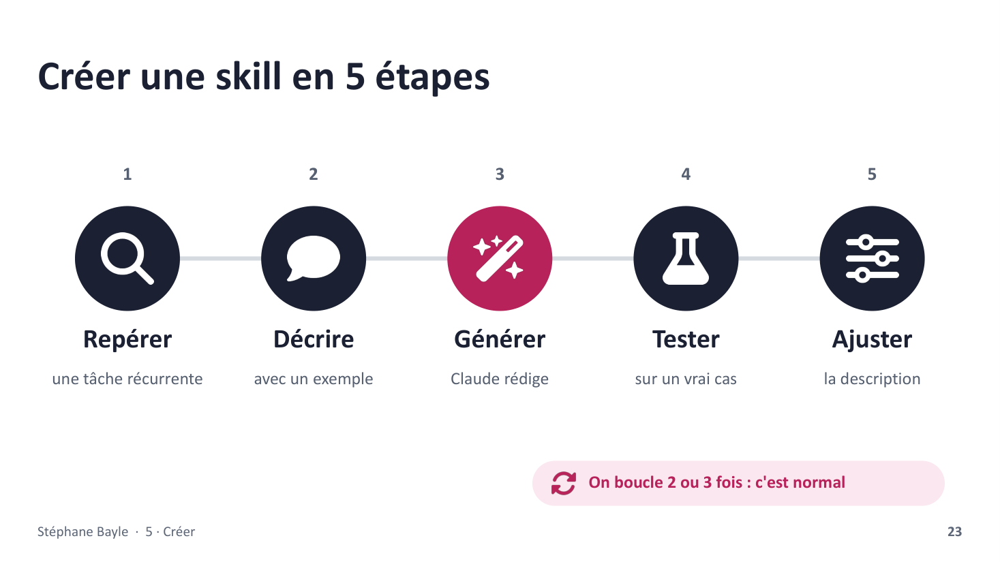 Créer une skill en 5 étapes
1
2
3
4
5
Repérer
Décrire
Générer
Tester
Ajuster
une tâche récurrente
avec un exemple
Claude rédige
sur un vrai cas
la description
On boucle 2 ou 3 fois : c'est normal
Stéphane Bayle · 5 · Créer
23